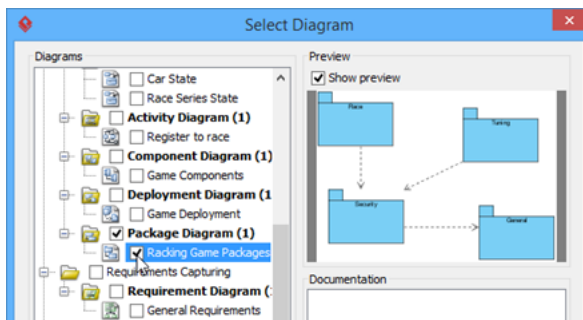 Select Diagram
Diagrams
Car State
Race Series State
Activity Diagram (1)
Register to race
Component Diagram (1)
Game Components
Deployment Diagram (1
Game Deployment
Package Diagram (1)
Racking Game Packages
Requirements Capturing
Requirement Diagram (
General Requirements
Preview
Show preview
Race
Tuning
Security
General
Documentation